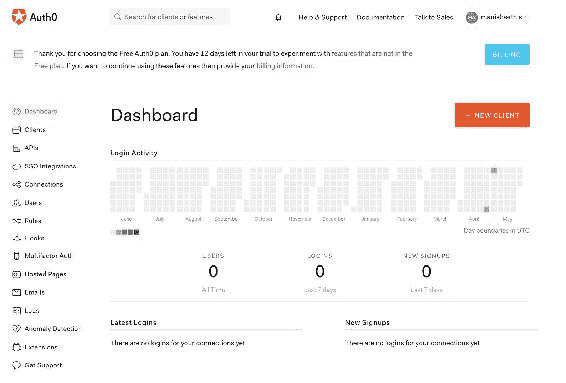 Auth0
Search for clients or features
Help & Support
Documentation
Talk to Sales
Thank you for choosing the Free Auth0 plan. You have 12 days left in your trial to experiment with features that are not in the
Free plan. If you want to continue using these features then provide your billing information.
BILLING
Dashboard
Clients
APIs
SSO Integrations
Connections
Users
Rules
Hooks
Multifactor Auth
Hosted Pages
Emails
Logs
Anomaly Detection
Extensions
Get Support
Dashboard
NEW CLIENT
Login Activity
June
July
August
September
October
November
December
January
February
March
April
May
Day boundaries in UTC
USERS
0
All Time
LOGINS
0
Last 7 days
NEW SIGNUPS
0
Last 7 days
Latest Logins
There are no logins for your connections yet
New Signups
There are no logins for your connections yet